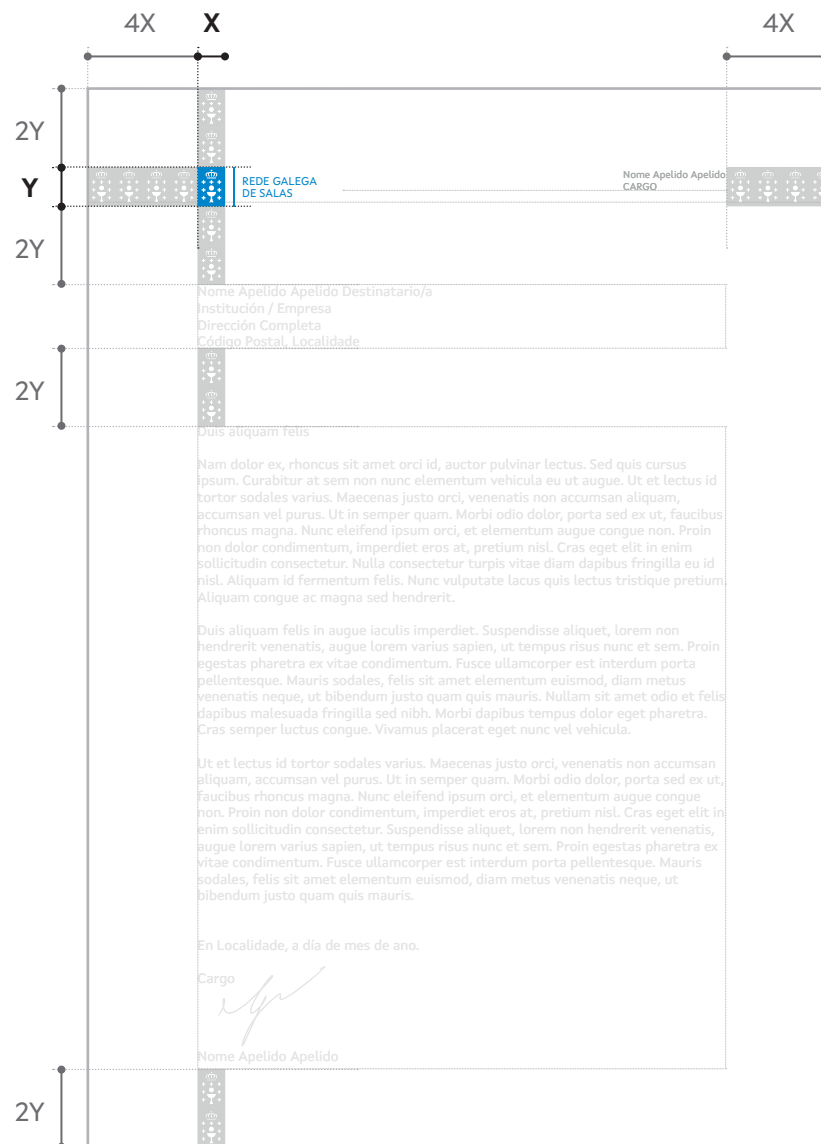 4X X 4X
2Y
Y
REDE GALEGA
DE SALAS
Nome Apelido Apelido
CARGO
2Y
Nome Apelido Apelido Destinatario/a
Institución / Empresa
Dirección Completa
Código Postal, Localidade
2Y
Duis aliquam felis
Nam dolor ex, rhoncus sit amet orci id, auctor pulvinar lectus. Sed quis cursus
ipsum. Curabitur at sem non nunc elementum vehicula eu ut augue. Ut et lectus id
tortor sodales varius. Maecenas justo orci, venenatis non accumsan aliquam,
accumsan vel purus. Ut in semper quam. Morbi odio dolor, porta sed ex ut, faucibus
rhoncus magna. Nunc eleifend ipsum orci, et elementum augue congue non. Proin
non dolor condimentum, imperdiet eros at, pretium nisl. Cras eget elit in enim
sollicitudin consectetur. Nulla consectetur turpis vitae diam dapibus fringilla eu id
nisl. Aliquam id fermentum felis. Nunc vulputate lacus quis lectus tristique pretium.
Aliquam congue ac magna sed hendrerit.
Duis aliquam felis in augue iaculis imperdiet. Suspendisse aliquet, lorem non
hendrerit venenatis, augue lorem varius sapien, ut tempus risus nunc et sem. Proin
egestas pharetra ex vitae condimentum. Fusce ullamcorper est interdum porta
pellentesque. Mauris sodales, felis sit amet elementum euismod, diam metus
venenatis neque, ut bibendum justo quam quis mauris. Nullam sit amet odio et felis
dapibus malesuada fringilla sed nibh. Morbi dapibus tempus dolor eget pharetra.
Cras semper luctus congue. Vivamus placerat eget nunc vel vehicula.
Ut et lectus id tortor sodales varius. Maecenas justo orci, venenatis non accumsan
aliquam, accumsan vel purus. Ut in semper quam. Morbi odio dolor, porta sed ex ut,
faucibus rhoncus magna. Nunc eleifend ipsum orci, et elementum augue congue
non. Proin non dolor condimentum, imperdiet eros at, pretium nisl. Cras eget elit in
enim sollicitudin consectetur. Suspendisse aliquet, lorem non hendrerit venenatis,
augue lorem varius sapien, ut tempus risus nunc et sem. Proin egestas pharetra ex
vitae condimentum. Fusce ullamcorper est interdum porta pellentesque. Mauris
sodales, felis sit amet elementum euismod, diam metus venenatis neque, ut
bibendum justo quam quis mauris.
En Localidade, a día de mes de ano.
Cargo
Nome Apelido Apelido
2Y